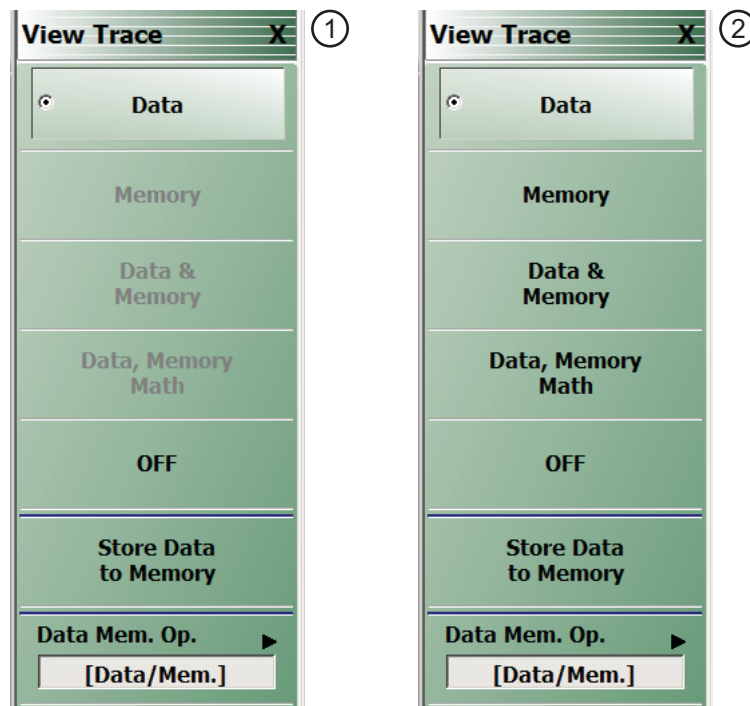 View Trace X
1
Data
Memory
Data &
Memory
Data, Memory
Math
OFF
Store Data
to Memory
Data Mem. Op.
[Data/Mem.]
View Trace X
2
Data
Memory
Data &
Memory
Data, Memory
Math
OFF
Store Data
to Memory
Data Mem. Op.
[Data/Mem.]